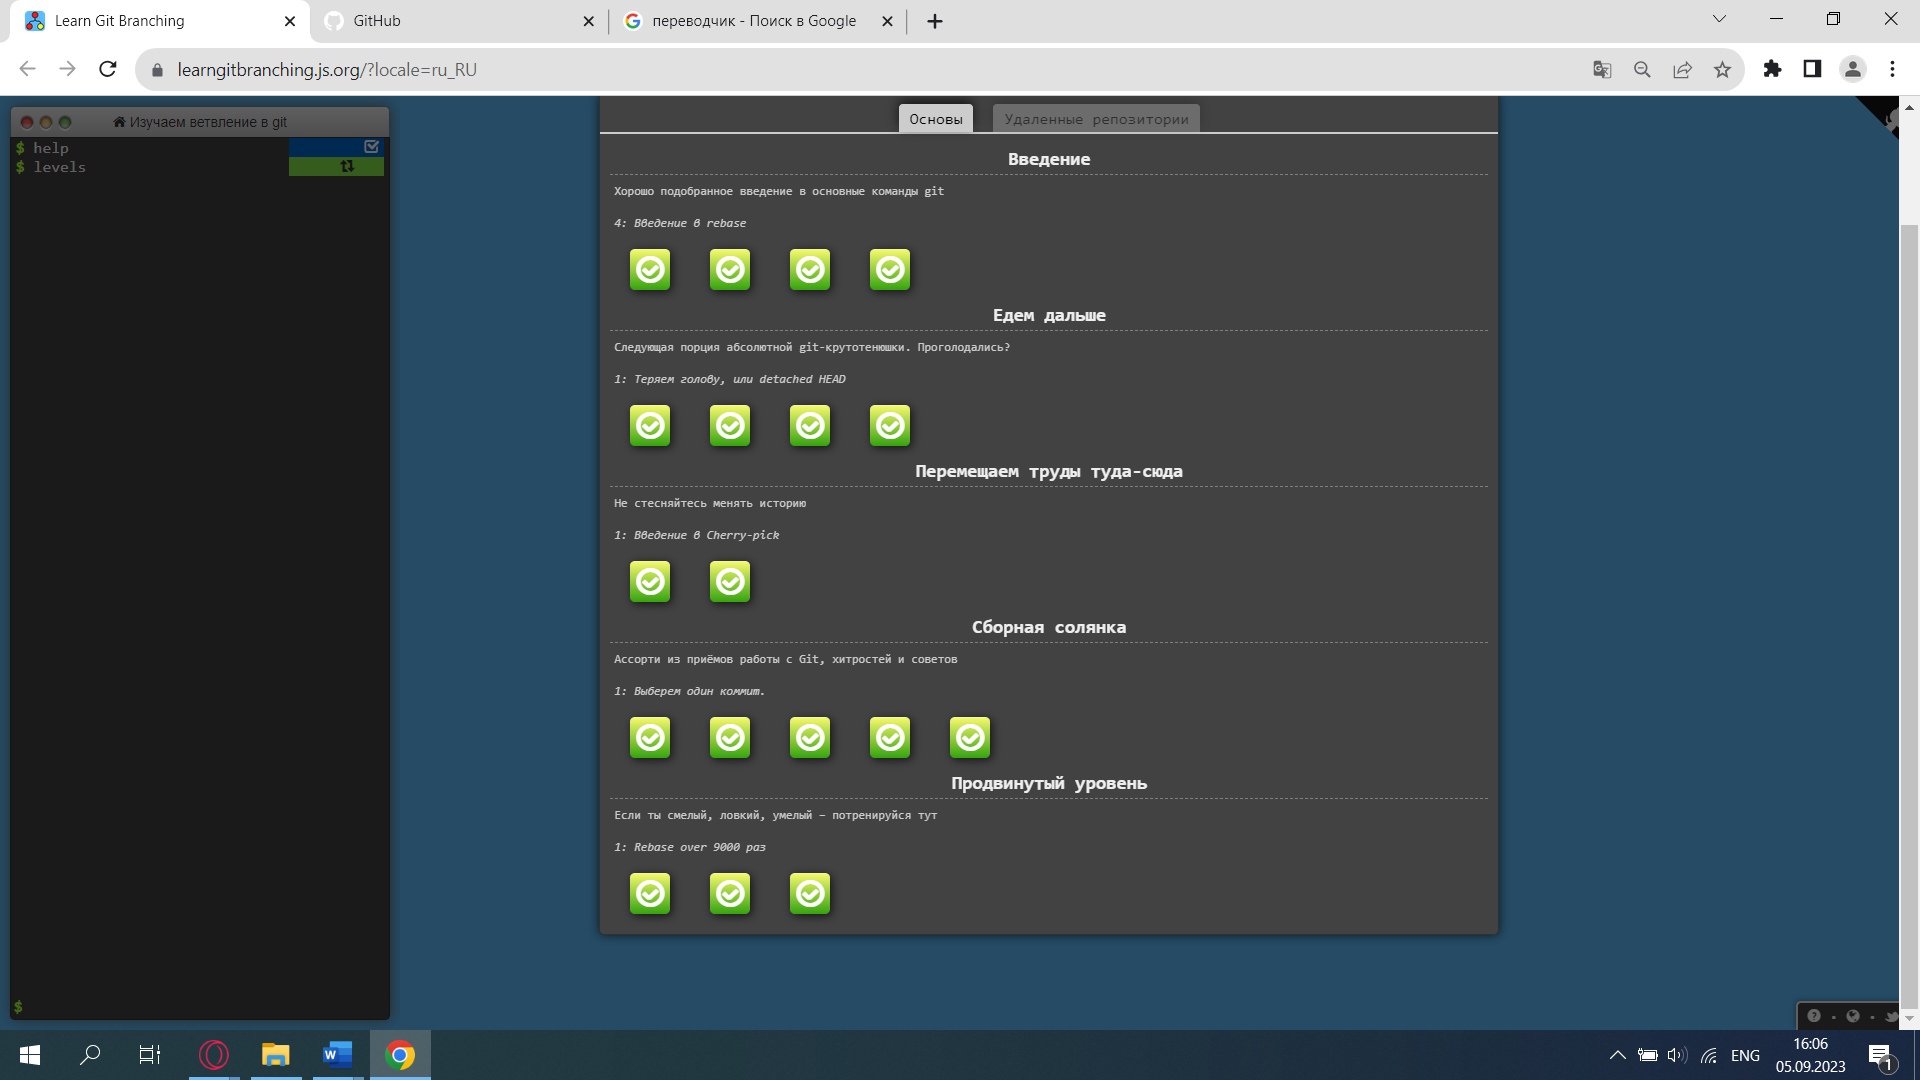 Learn Git Branching
GitHub
переводчик - Поиск в Google
learngitbranching.js.org/?locale=ru_RU
Изучаем ветвление в git
$ help
$ levels
$
Основы
Удаленные репозитории
Введение
Хорошо подобранное введение в основные команды git
4: Введение в rebase
Едем дальше
Следующая порция абсолютной git-крутотенюшки. Проголодались?
1: Теряем голову, или detached HEAD
Перемещаем труды туда-сюда
Не стесняйтесь менять историю
1: Введение в Cherry-pick
Сборная солянка
Ассорти из приёмов работы с Git, хитростей и советов
1: Выберем один коммит.
Продвинутый уровень
Если ты смелый, ловкий, умелый – потренируйся тут
1: Rebase over 9000 раз
ENG
16:06
05.09.2023
1